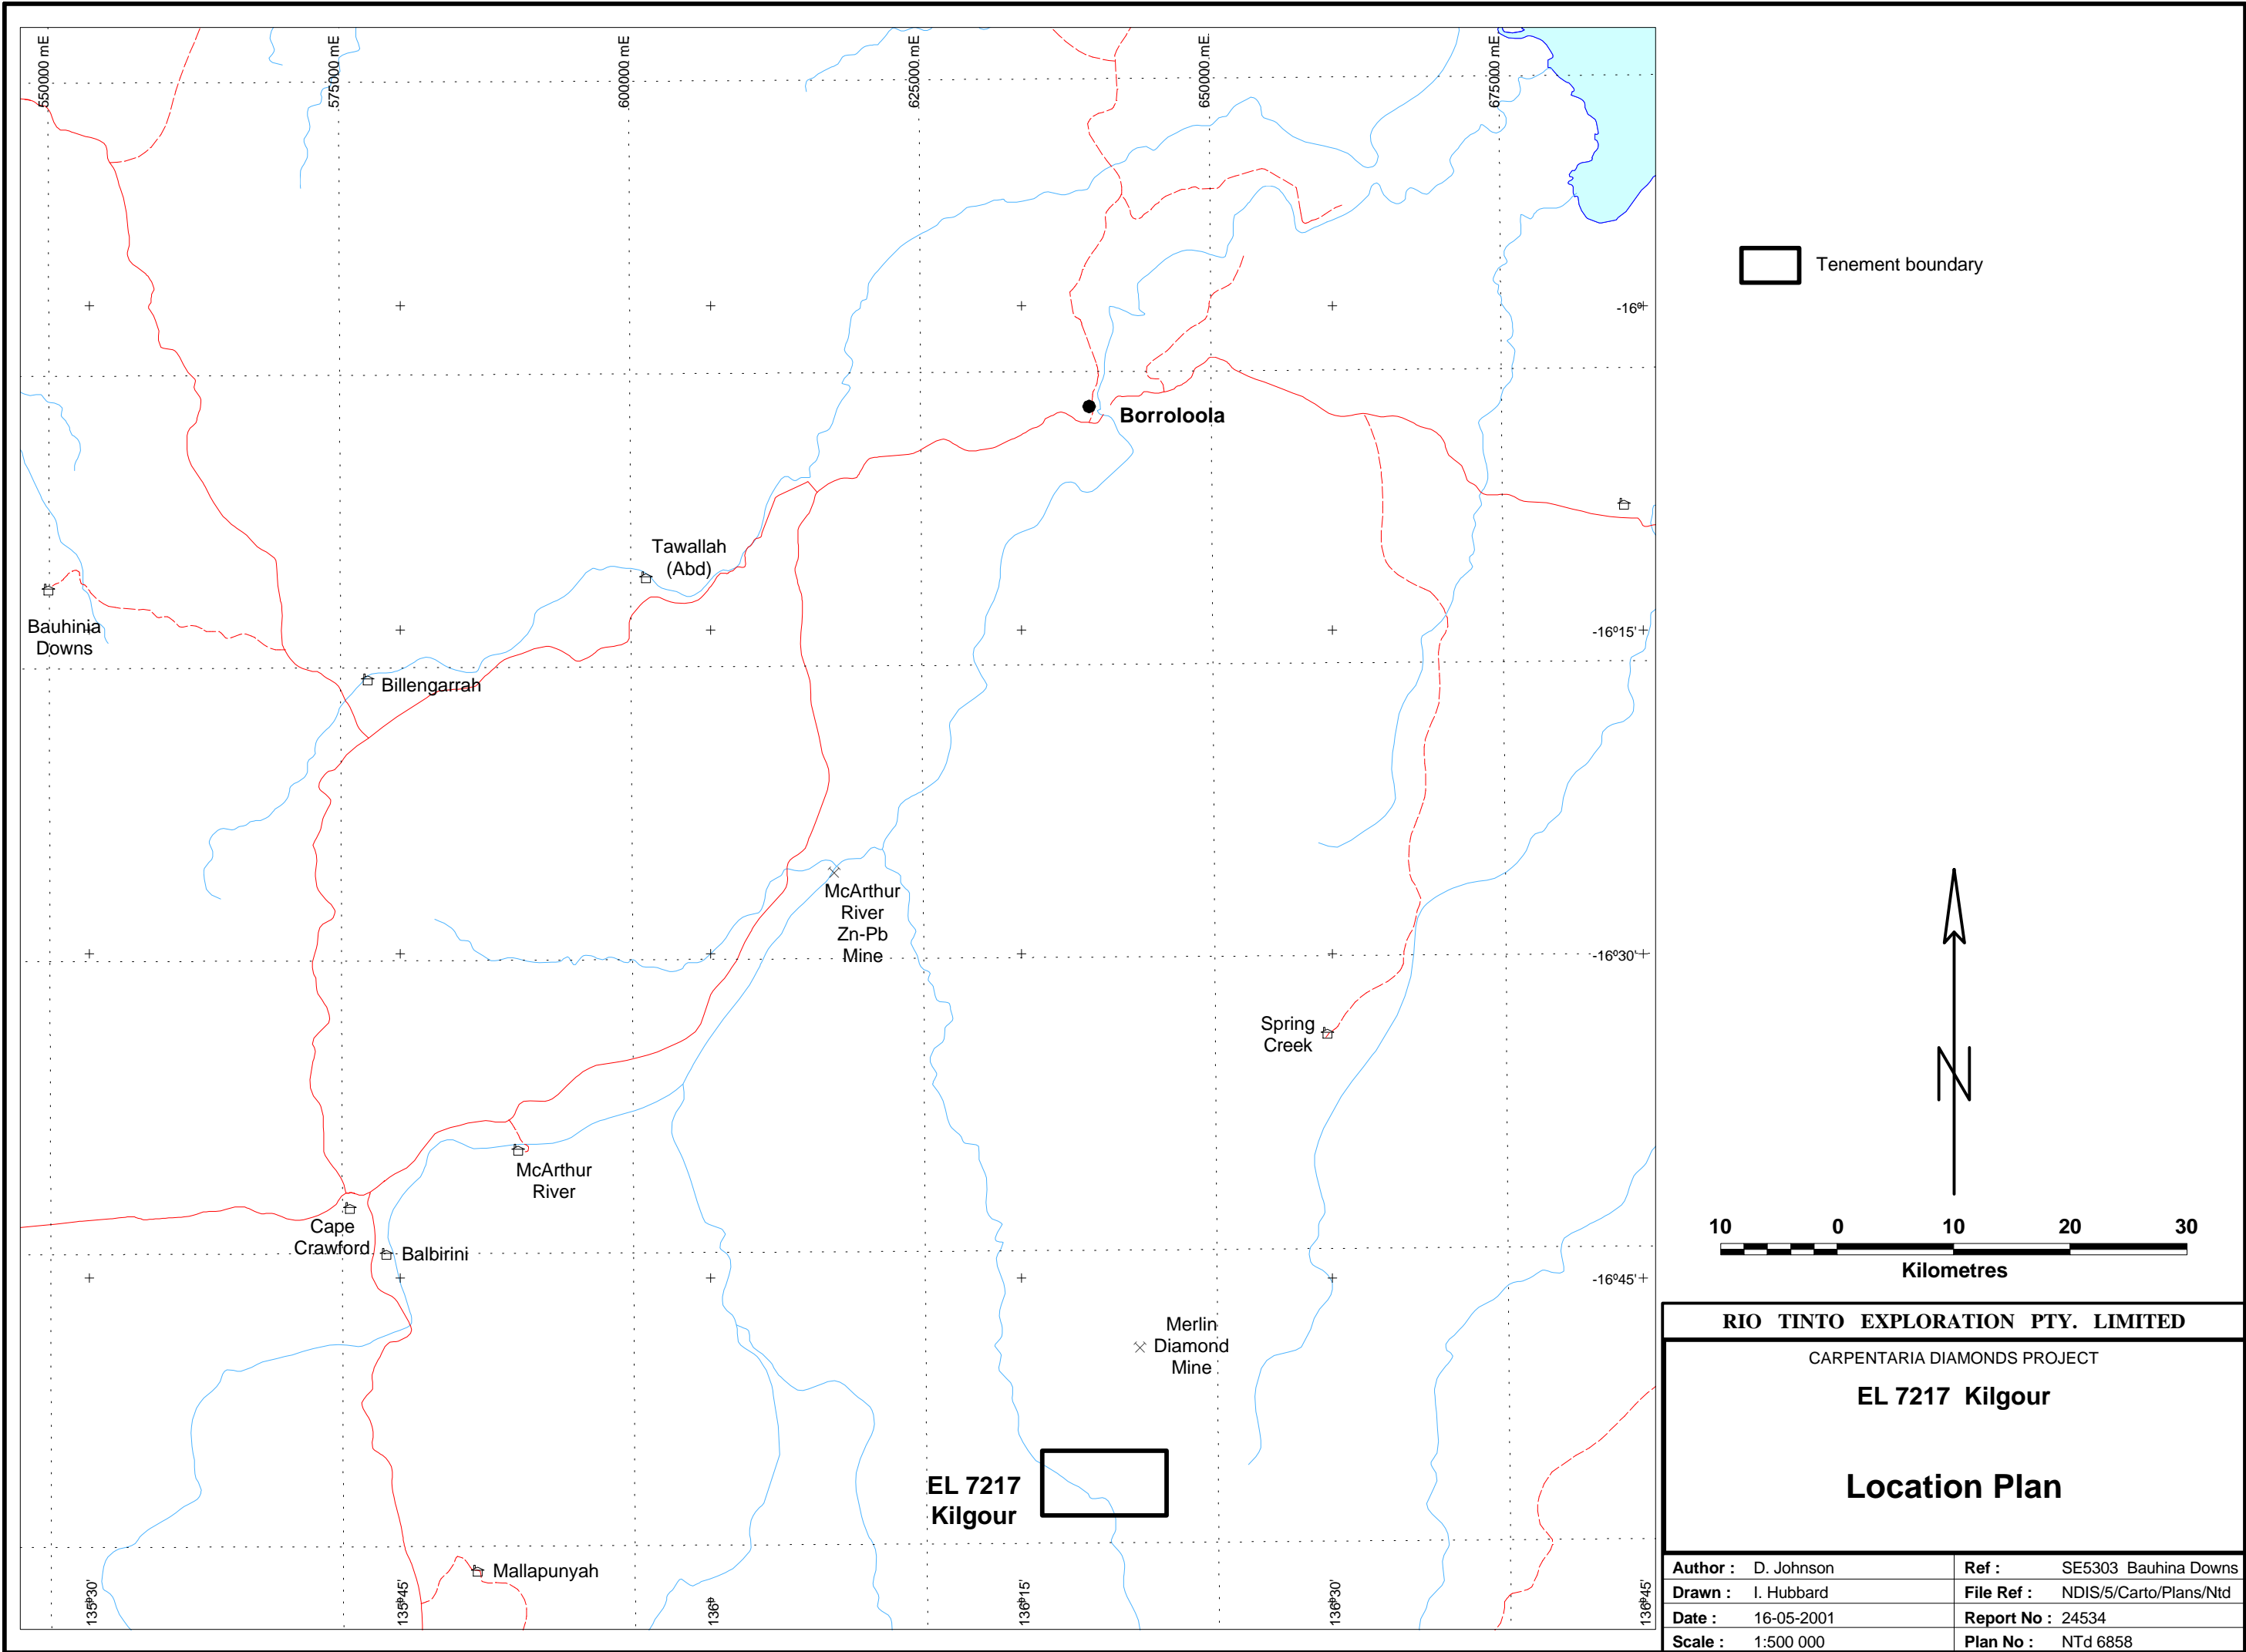 550000 mE
575000 mE
600000 mE
625000 mE
650000 mE
675000 mE
Tenement boundary
-16º
Borroloola
Tawallah
(Abd)
Bauhinia
Downs
-16º15'
Billengarrah
McArthur
River
Zn-Pb
Mine
-16º30'
Spring
Creek
McArthur
River
Cape
Crawford
Balbirini
-16º45'
Merlin
Diamond
Mine
EL 7217
Kilgour
Mallapunyah
135º30'
135º45'
136º
136º15'
136º30'
136º45'
N
10 0 10 20 30
Kilometres
RIO TINTO EXPLORATION PTY. LIMITED
CARPENTARIA DIAMONDS PROJECT
EL 7217 Kilgour
Location Plan
Author : D. Johnson Ref : SE5303 Bauhina Downs
Drawn : I. Hubbard File Ref : NDIS/5/Carto/Plans/Ntd
Date : 16-05-2001 Report No : 24534
Scale : 1:500 000 Plan No : NTd 6858